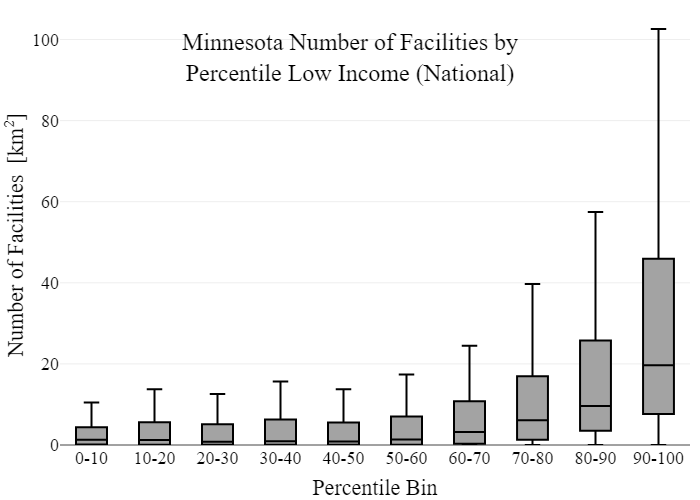 Minnesota Number of Facilities by
Percentile Low Income (National)
Number of Facilities [km²]
100
80
60
40
20
0
0-10 10-20 20-30 30-40 40-50 50-60 60-70 70-80 80-90 90-100
Percentile Bin